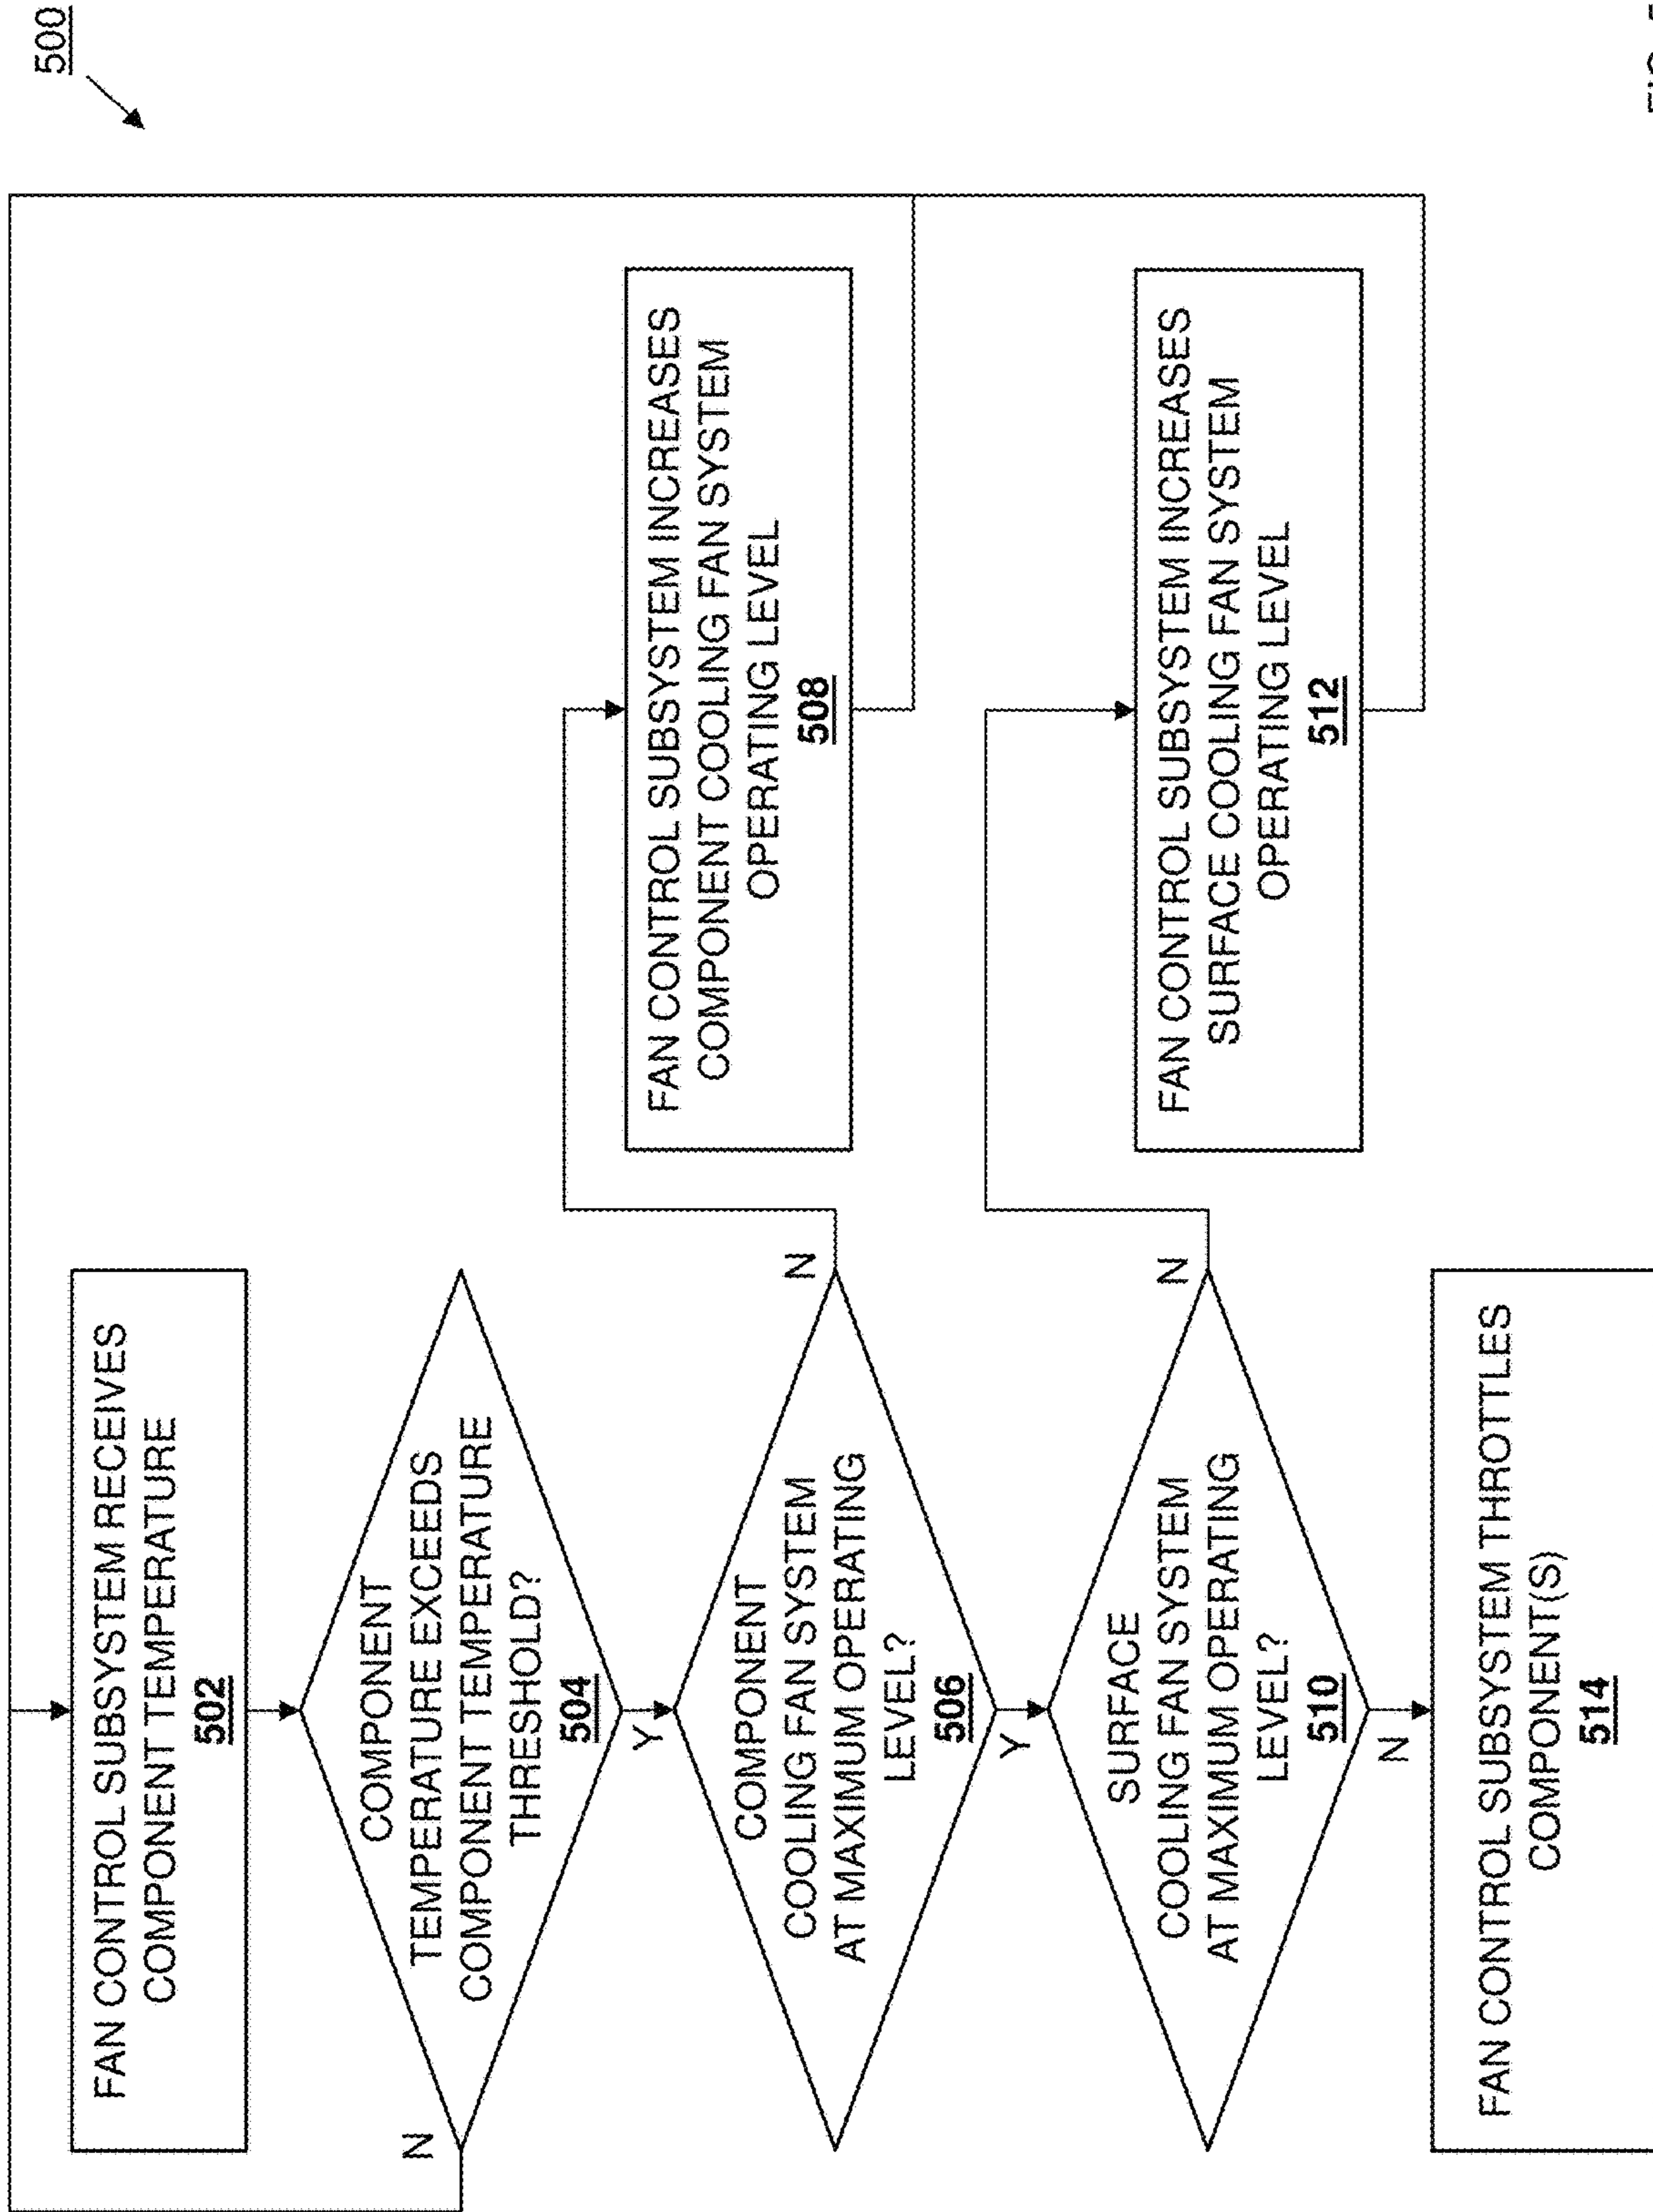 500
FAN CONTROL SUBSYSTEM RECEIVES
COMPONENT TEMPERATURE
502
COMPONENT
TEMPERATURE EXCEEDS
COMPONENT TEMPERATURE
THRESHOLD?
504
N
Y
COMPONENT
COOLING FAN SYSTEM
AT MAXIMUM OPERATING
LEVEL?
506
N
Y
FAN CONTROL SUBSYSTEM INCREASES
COMPONENT COOLING FAN SYSTEM
OPERATING LEVEL
508
SURFACE
COOLING FAN SYSTEM
AT MAXIMUM OPERATING
LEVEL?
510
N
N
FAN CONTROL SUBSYSTEM INCREASES
SURFACE COOLING FAN SYSTEM
OPERATING LEVEL
512
FAN CONTROL SUBSYSTEM THROTTLES
COMPONENT(S)
514